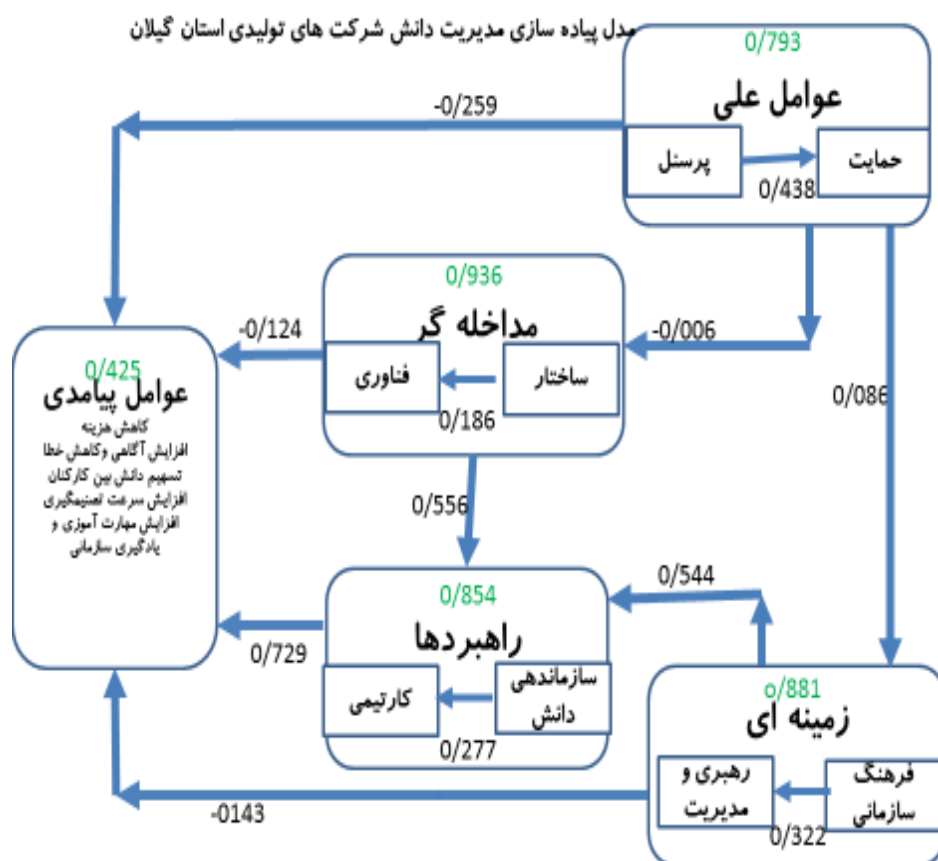 مدل پیاده سازی مدیریت دانش شرکت های تولیدی استان گیلان
0/793
عوامل علی
حمایت
پرسنل
0/438
-0/259
0/936
مداخله گر
ساختار
فناوری
0/186
-0/006
-0/124
0/086
0/425
عوامل پیامدی
کاهش هزینه
افزایش آگاهی وکاهش خطا
تسهیم دانش بین کارکنان
افزایش سرعت تصنیمگیری
افزایش مهارت آموزی و
یادگیری سازمانی
0/556
0/854
راهبردها
سازماندهی
دانش
کارتیمی
0/277
0/544
0/729
o/881
زمینه ای
فرهنگ
سازمانی
رهبری و
مدیریت
0/322
-0143